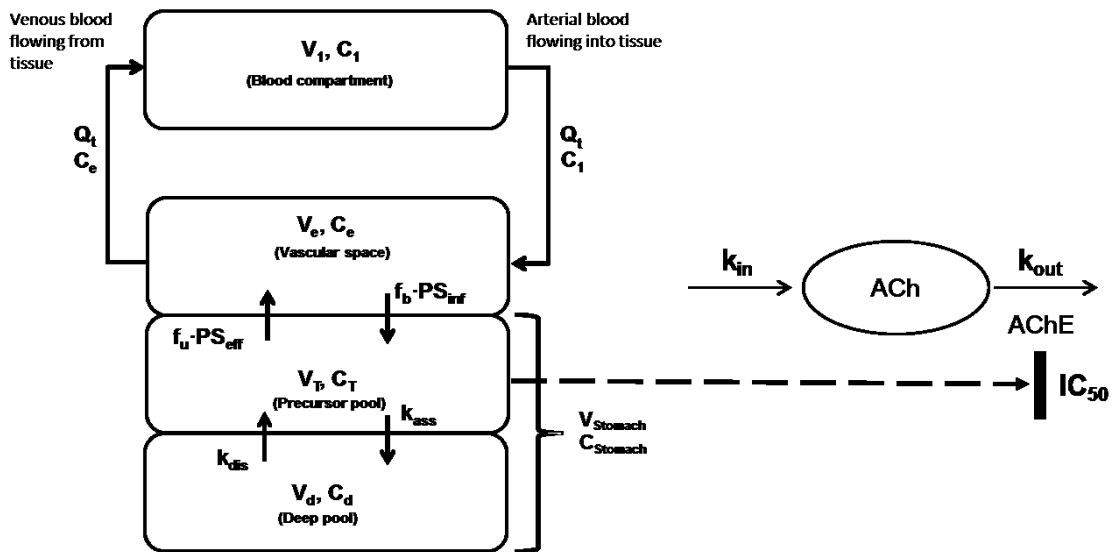 Venous blood
flowing from
tissue
Arterial blood
flowing into tissue
V1, C1
(Blood compartment)
Qt
Ce
Qt
C1
Ve, Ce
(Vascular space)
fb-PSinf
fu-PSeff
VT, CT
(Precursor pool)
kass
kdis
Vd, Cd
(Deep pool)
VStomach
CStomach
kin
ACh
kout
AChE
IC50